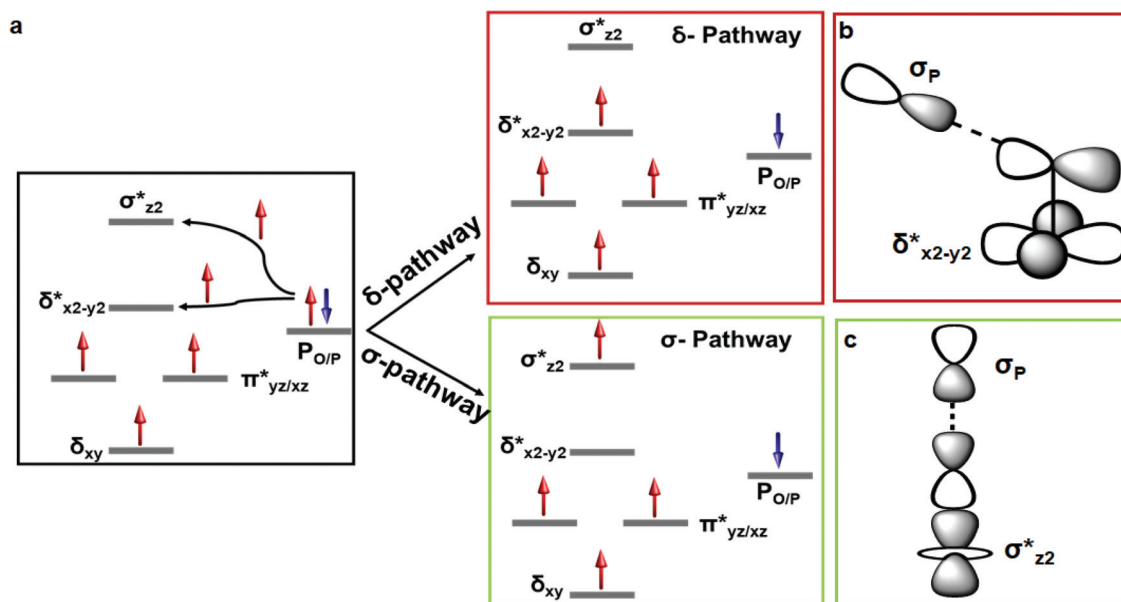 a
σ*z2
δ*x2-y2
PO/P
π*yz/xz
δxy
δ-pathway
σ-pathway
δ- Pathway
σ*z2
δ*x2-y2
PO/P
π*yz/xz
δxy
σ- Pathway
σ*z2
δ*x2-y2
PO/P
π*yz/xz
δxy
b
σP
δ*x2-y2
c
σP
σ*z2